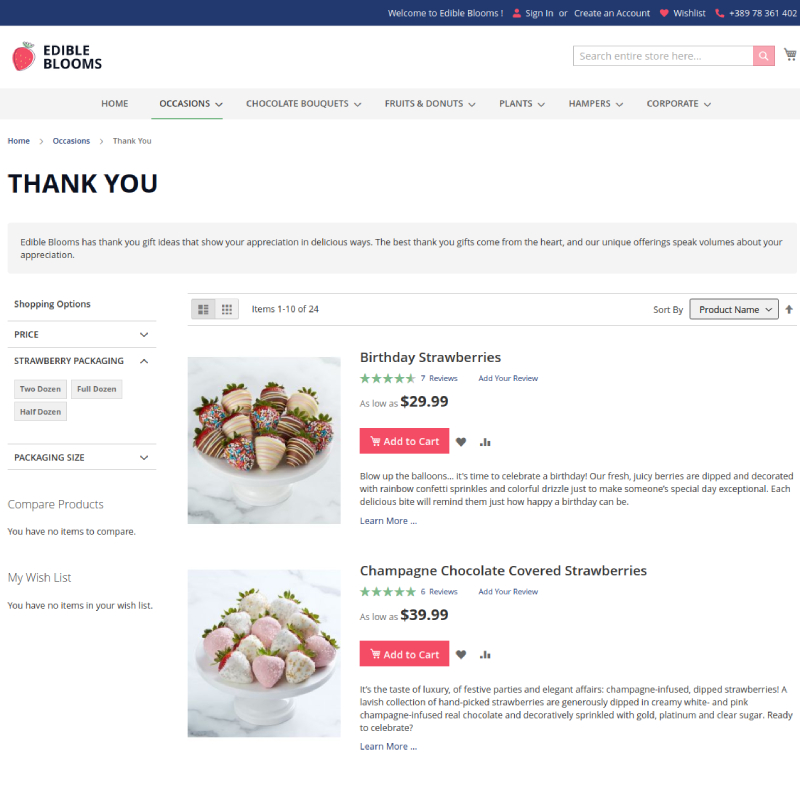 Welcome to Edible Blooms ! Sign In or Create an Account Wishlist +389 78 361 402
EDIBLE
BLOOMS
Search entire store here...
HOME OCCASIONS CHOCOLATE BOUQUETS FRUITS & DONUTS PLANTS HAMPERS CORPORATE
Home > Occasions > Thank You
THANK YOU
Edible Blooms has thank you gift ideas that show your appreciation in delicious ways. The best thank you gifts come from the heart, and our unique offerings speak volumes about your
appreciation.
Shopping Options
PRICE
STRAWBERRY PACKAGING
Two Dozen Full Dozen
Half Dozen
PACKAGING SIZE
Compare Products
You have no items to compare.
My Wish List
You have no items in your wish list.
Items 1-10 of 24
Sort By Product Name
Birthday Strawberries
7 Reviews Add Your Review
As low as $29.99
Add to Cart
Blow up the balloons... it's time to celebrate a birthday! Our fresh, juicy berries are dipped and decorated
with rainbow confetti sprinkles and colorful drizzle just to make someone's special day exceptional. Each
delicious bite will remind them just how happy a birthday can be.
Learn More ...
Champagne Chocolate Covered Strawberries
6 Reviews Add Your Review
As low as $39.99
Add to Cart
It's the taste of luxury, of festive parties and elegant affairs: champagne-infused, dipped strawberries! A
lavish collection of hand-picked strawberries are generously dipped in creamy white- and pink
champagne-infused real chocolate and decoratively sprinkled with gold, platinum and clear sugar. Ready
to celebrate?
Learn More ...